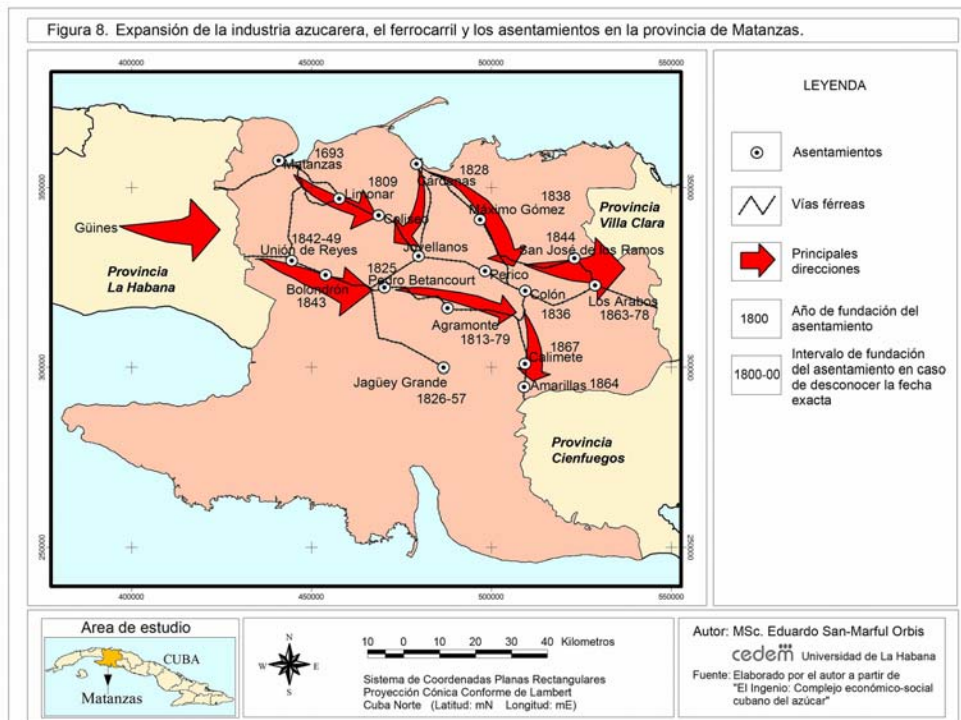 Figura 8. Expansión de la industria azucarera, el ferrocarril y los asentamientos en la provincia de Matanzas.
400000
450000
500000
550000
350000
300000
250000
350000
300000
250000
400000
450000
500000
550000
Matanzas
1693
Limonar
1809
Coliseo
Cárdenas
1828
Máximo Gómez
1838
Güines
Provincia
La Habana
Provincia
Villa Clara
1842-49
Unión de Reyes
Jovellanos
1844
San José de los Ramos
Bolondrón
1843
1825
Pedro Betancourt
Perico
Colón
1836
Los Arabos
1863-78
Agramonte
1813-79
1867
Calimete
Amarillas
1864
Jagüey Grande
1826-57
Provincia
Cienfuegos
LEYENDA
Asentamientos
Vías férreas
Principales
direcciones
1800
Año de fundación del
asentamiento
1800-00
Intervalo de fundación
del asentamiento en caso
de desconocer la fecha
exacta
Area de estudio
CUBA
Matanzas
N
W
E
S
10 0 10 20 30 40 Kilometros
Sistema de Coordenadas Planas Rectangulares
Proyección Cónica Conforme de Lambert
Cuba Norte (Latitud: mN Longitud: mE)
Autor: MSc. Eduardo San-Marful Orbis
cedem Universidad de La Habana
Fuente: Elaborado por el autor a partir de
"El Ingenio: Complejo económico-social
cubano del azúcar"